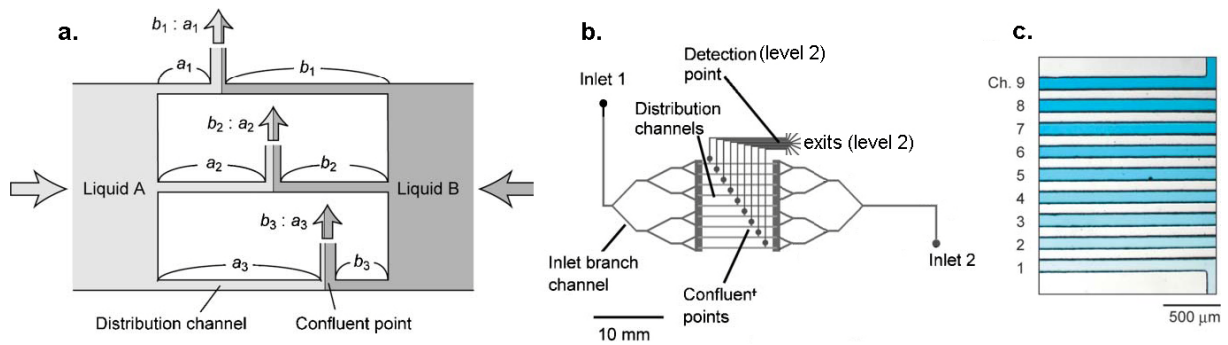 a.
b₁ : a₁
a₁
b₁
b₂ : a₂
a₂
b₂
Liquid A
Liquid B
b₃ : a₃
a₃
b₃
Distribution channel
Confluent point
b.
Detection (level 2)
point
Inlet 1
Distribution
channels
exits (level 2)
Inlet branch
channel
Confluent
points
Inlet 2
10 mm
c.
Ch. 9
8
7
6
5
4
3
2
1
500 μm